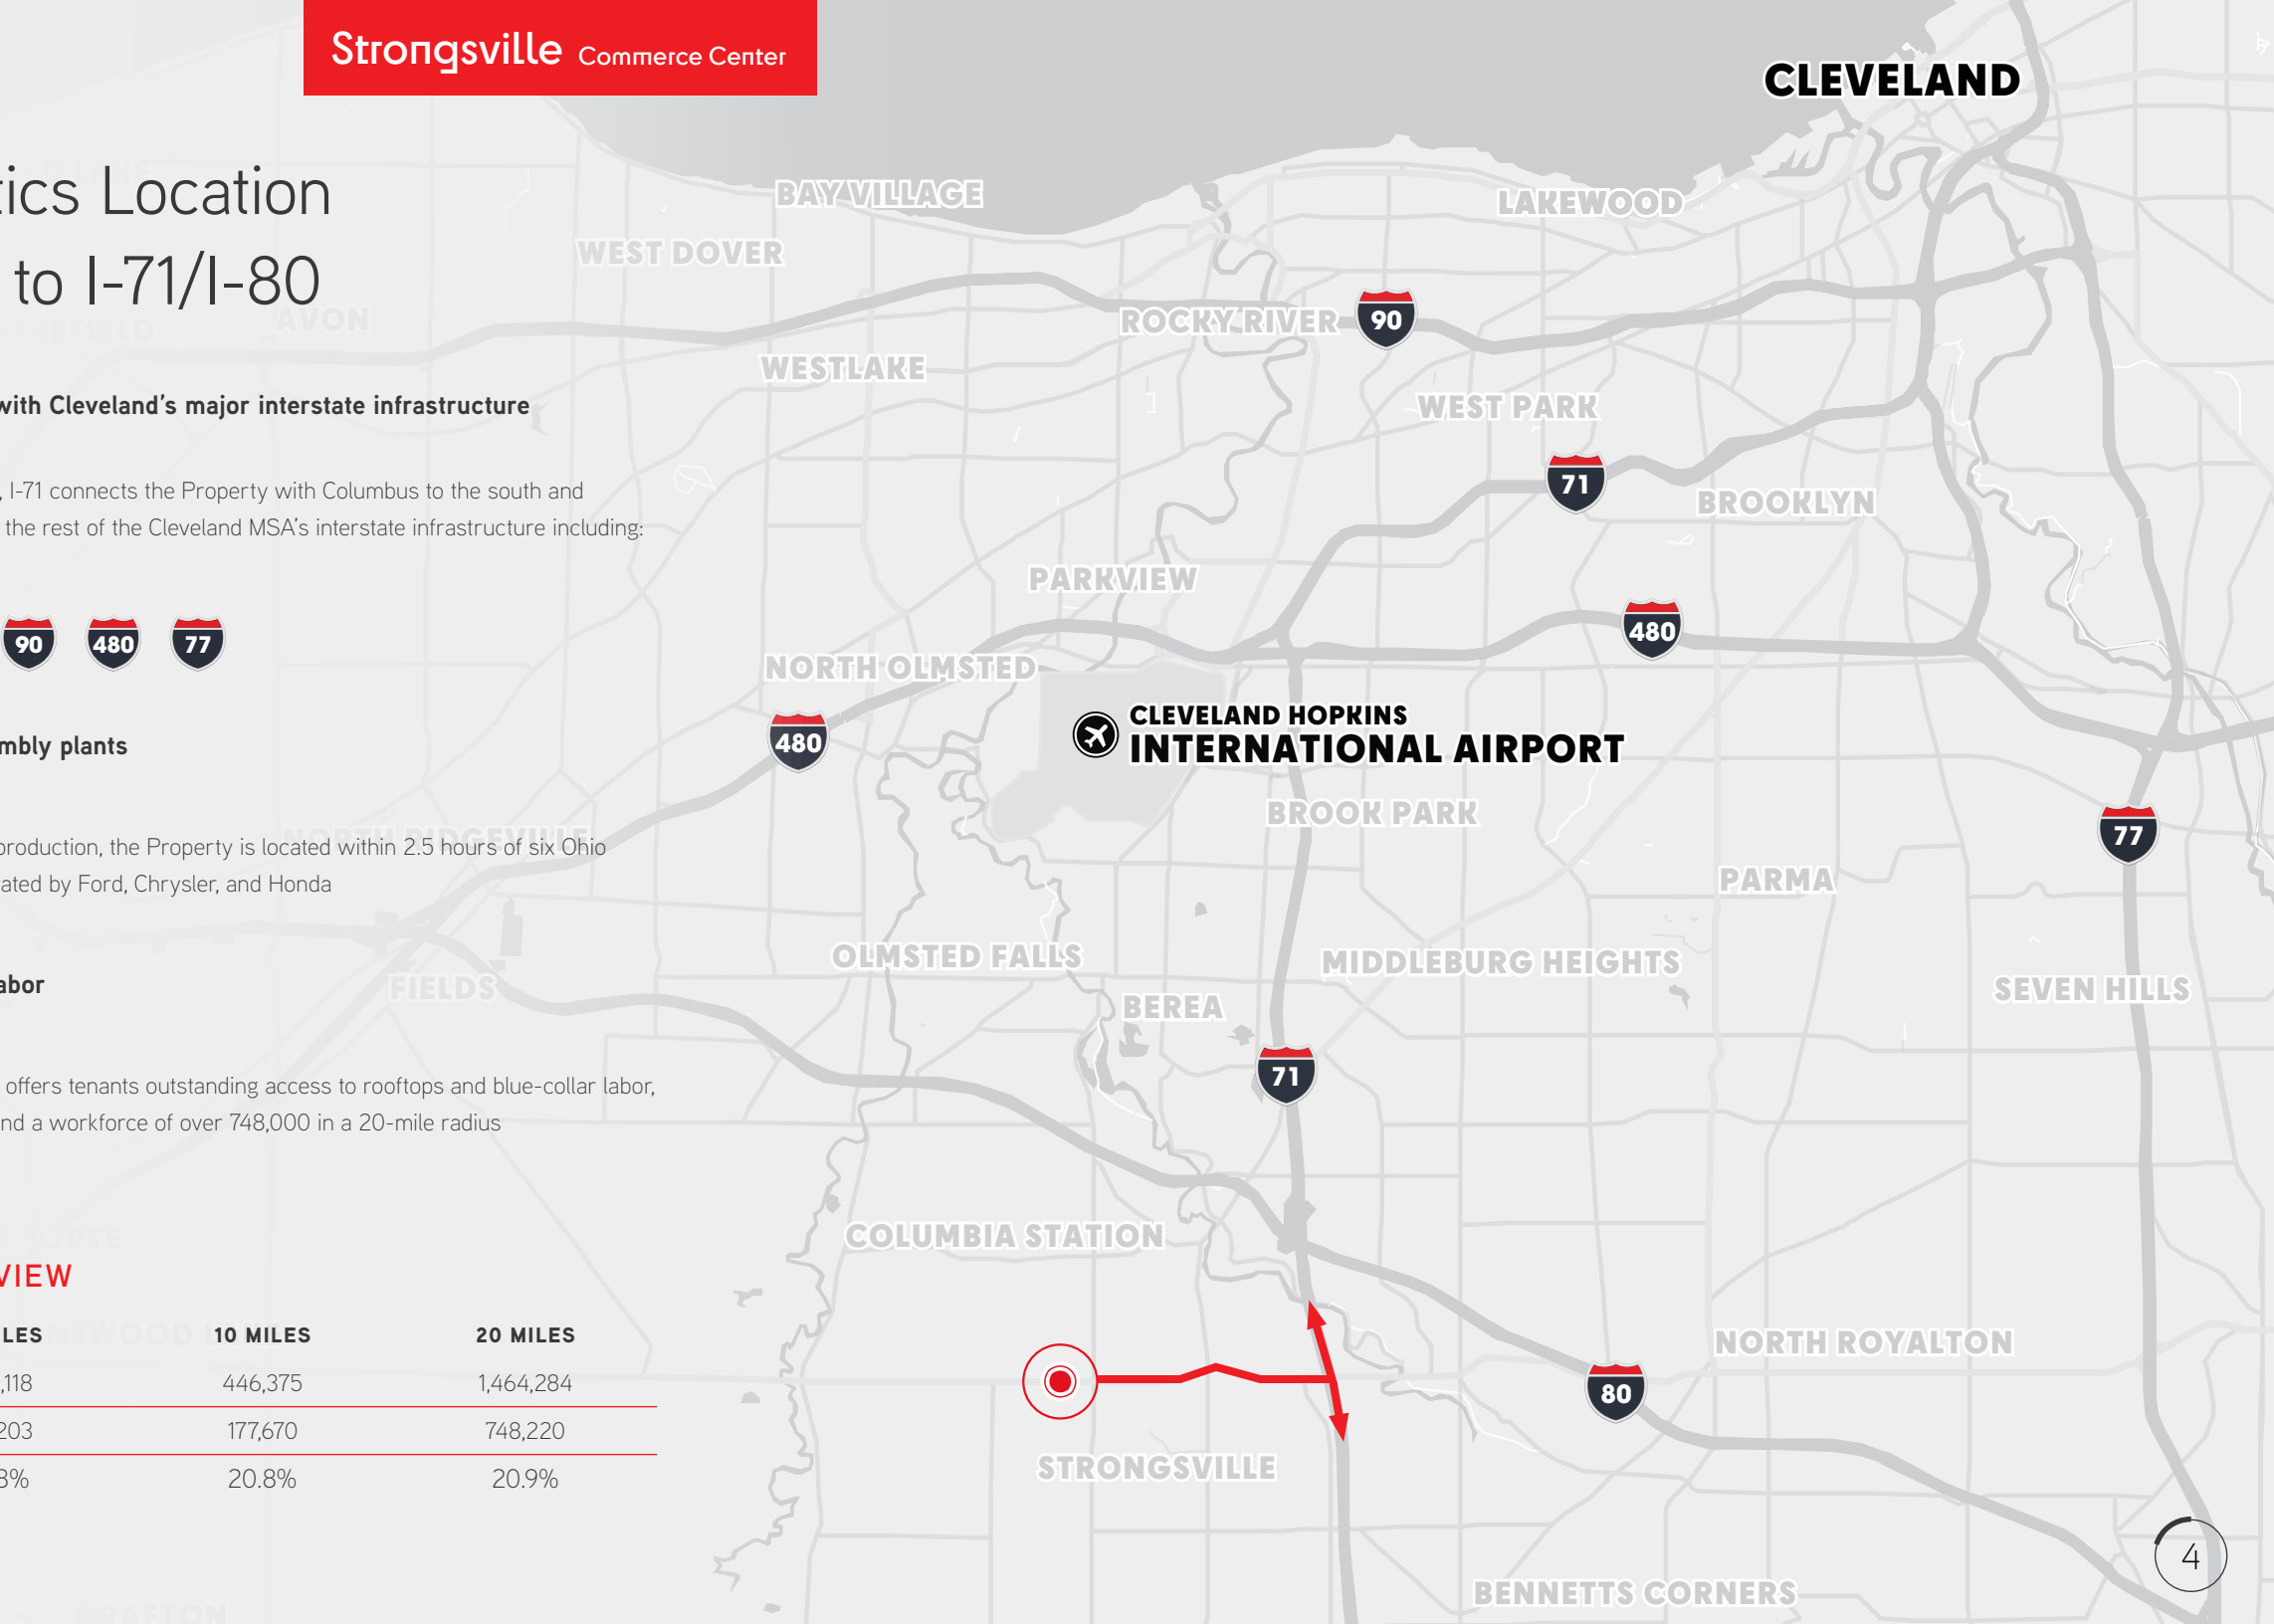 Strongsville Commerce Center
tics Location
to I-71/I-80
with Cleveland's major interstate infrastructure
, I-71 connects the Property with Columbus to the south and
the rest of the Cleveland MSA's interstate infrastructure including:
90 480 77
mbly plants
production, the Property is located within 2.5 hours of six Ohio
ated by Ford, Chrysler, and Honda
abor
offers tenants outstanding access to rooftops and blue-collar labor,
nd a workforce of over 748,000 in a 20-mile radius
VIEW
LES 10 MILES 20 MILES
,118 446,375 1,464,284
203 177,670 748,220
8% 20.8% 20.9%
CLEVELAND
BAY VILLAGE
LAKEWOOD
WEST DOVER
AVON
EFFIELD
ROCKY RIVER
90
WESTLAKE
WEST PARK
71
BROOKLYN
PARKVIEW
480
NORTH OLMSTED
480
CLEVELAND HOPKINS
INTERNATIONAL AIRPORT
BROOK PARK
77
NORTH RIDGEVILLE
PARMA
OLMSTED FALLS
MIDDLEBURG HEIGHTS
FIELDS
SEVEN HILLS
BEREA
71
COLUMBIA STATION
NORTH ROYALTON
80
STRONGSVILLE
BENNETTS CORNERS
GRAFTON
4